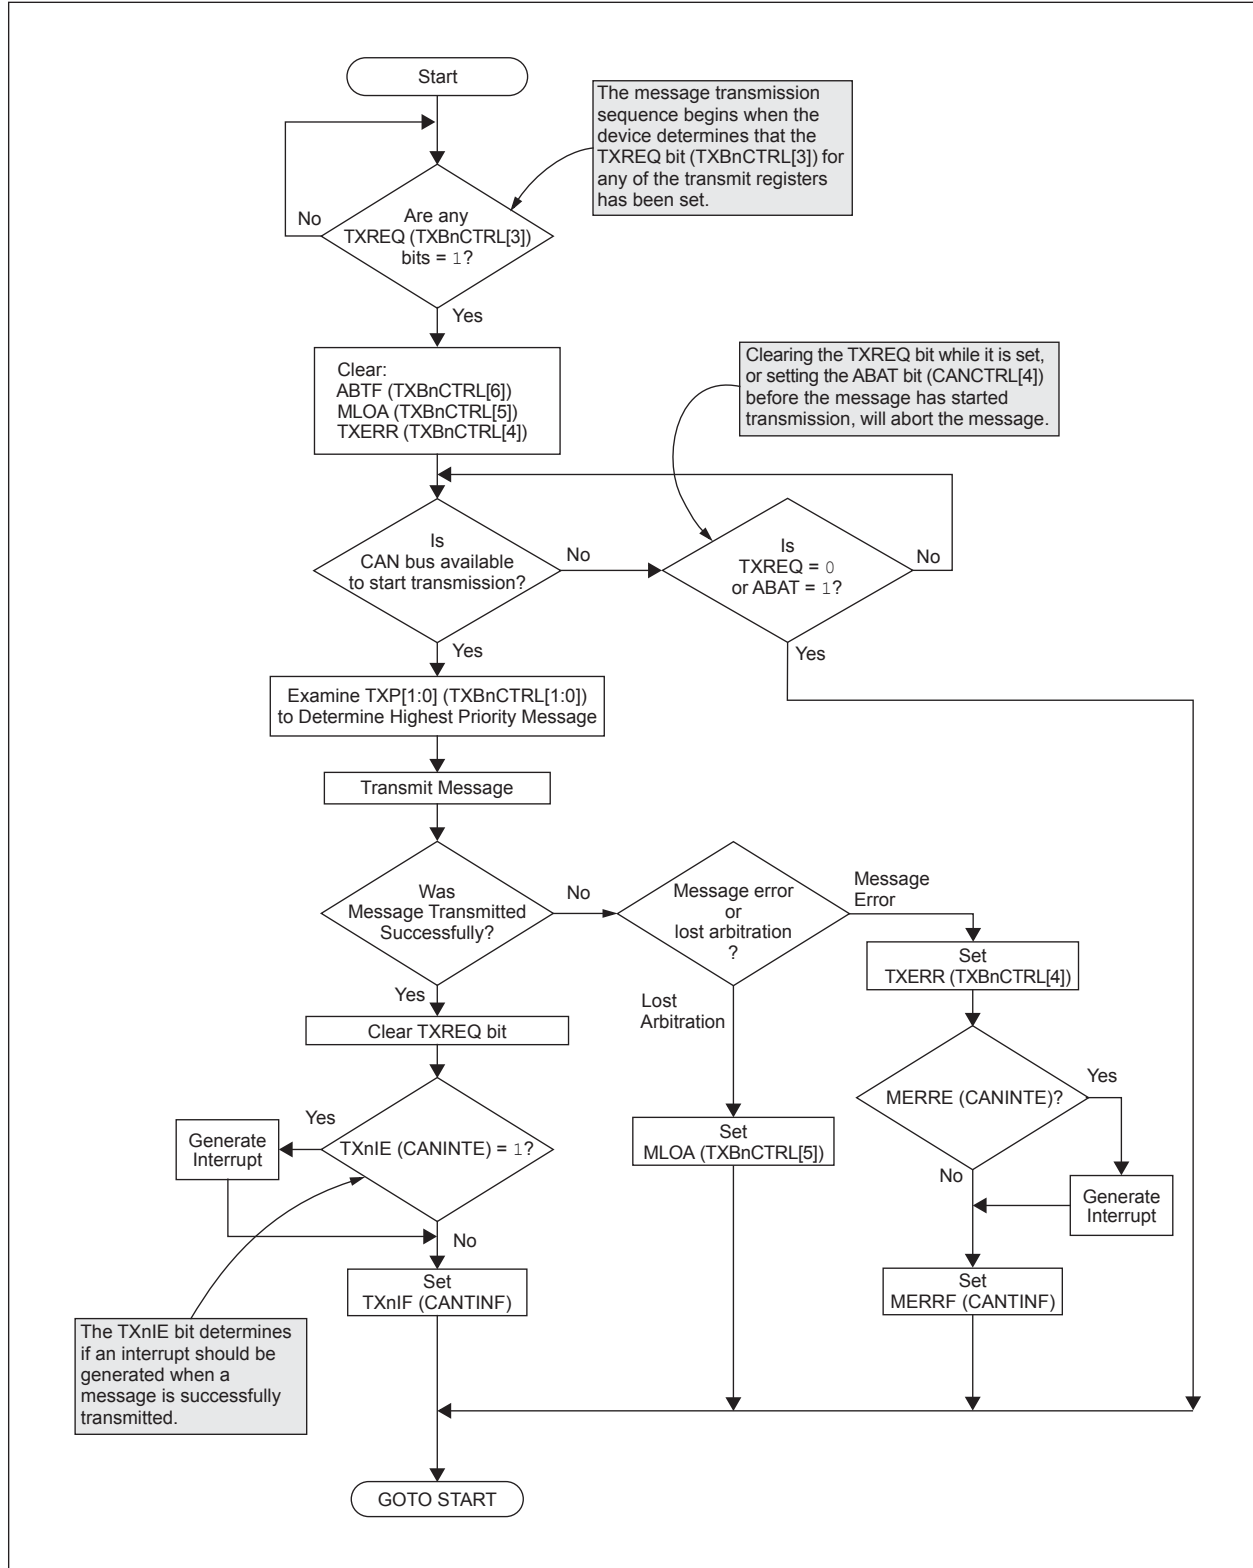 Start
The message transmission
sequence begins when the
device determines that the
TXREQ bit (TXBnCTRL[3]) for
any of the transmit registers
has been set.
No
Are any
TXREQ (TXBnCTRL[3])
bits = 1?
Yes
Clear:
ABTF (TXBnCTRL[6])
MLOA (TXBnCTRL[5])
TXERR (TXBnCTRL[4])
Clearing the TXREQ bit while it is set,
or setting the ABAT bit (CANCTRL[4])
before the message has started
transmission, will abort the message.
Is
CAN bus available
to start transmission?
No
Is
TXREQ = 0
or ABAT = 1?
No
Yes
Yes
Examine TXP[1:0] (TXBnCTRL[1:0])
to Determine Highest Priority Message
Transmit Message
Was
Message Transmitted
Successfully?
No
Message error
or
lost arbitration
?
Message
Error
Yes
Lost
Arbitration
Set
TXERR (TXBnCTRL[4])
Clear TXREQ bit
MERRE (CANINTE)?
Yes
Yes
Generate
Interrupt
TXnIE (CANINTE) = 1?
Set
MLOA (TXBnCTRL[5])
No
Generate
Interrupt
No
Set
TXnIF (CANTINF)
Set
MERRF (CANTINF)
The TXnIE bit determines
if an interrupt should be
generated when a
message is successfully
transmitted.
GOTO START